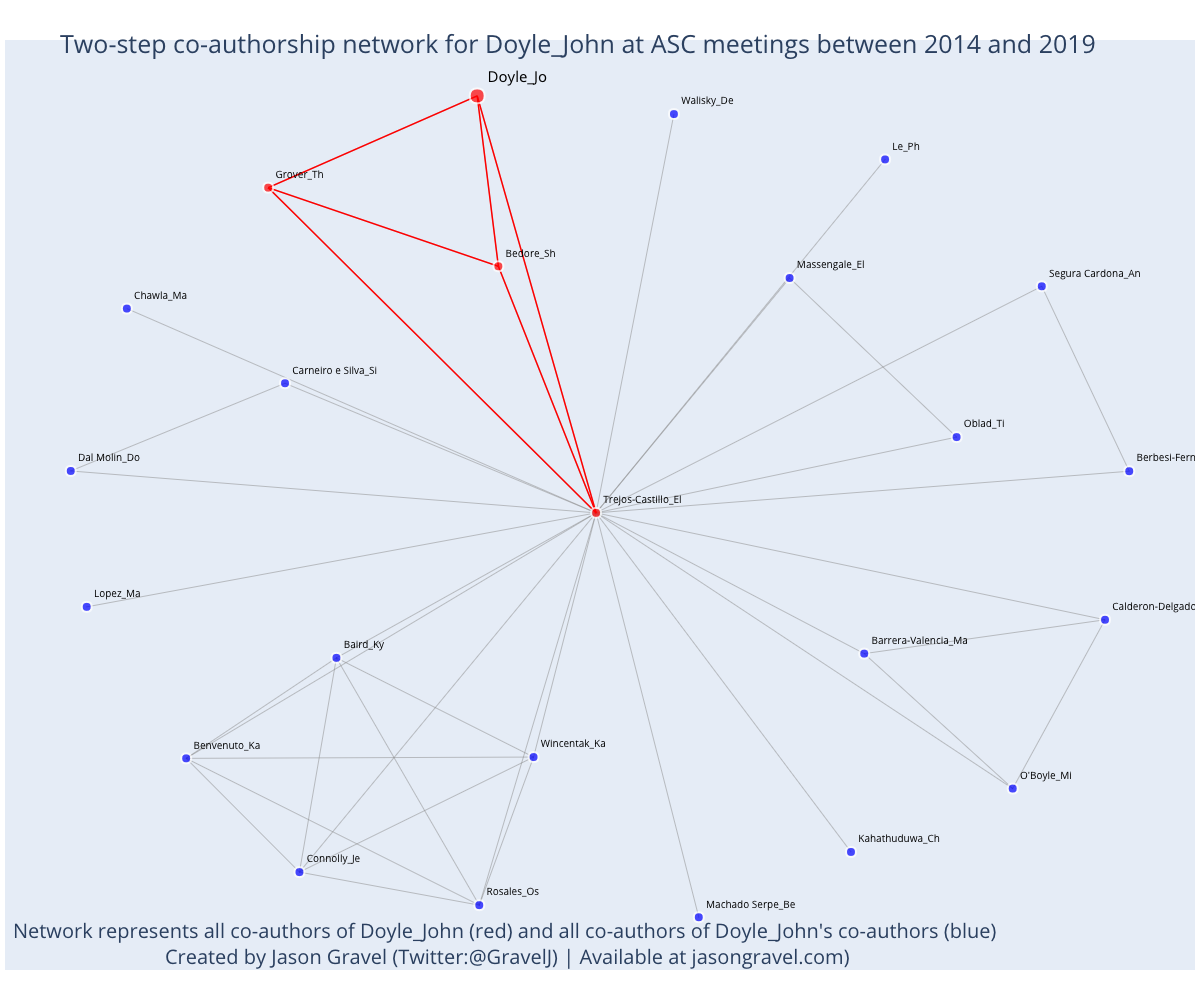 Two-step co-authorship network for Doyle_John at ASC meetings between 2014 and 2019
Doyle_Jo
Walisky_De
Le_Ph
Grover_Th
Bedore_Sh
Massengale_El
Segura Cardona_An
Chawla_Ma
Carneiro e Silva_Si
Oblad_Ti
Dal Molin_Do
Berbesi-Fern
Trejos-Castillo_El
Lopez_Ma
Calderon-Delgado
Baird_Ky
Barrera-Valencia_Ma
Benvenuto_Ka
Wincentak_Ka
O'Boyle_Mi
Kahathuduwa_Ch
Connolly_Je
Rosales_Os
Machado Serpe_Be
Network represents all co-authors of Doyle_John (red) and all co-authors of Doyle_John's co-authors (blue)
Created by Jason Gravel (Twitter:@GravelJ) | Available at jasongravel.com)